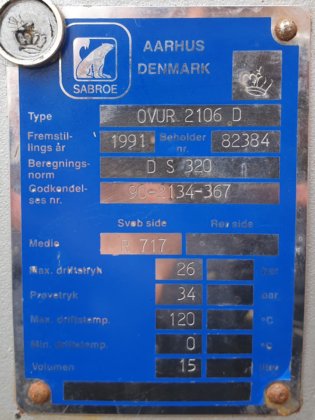 SABROE
AARHUS
DENMARK
Type OVUR 2106 D
Fremstil-
lings år 1991 Beholder
nr. 82384
Beregnings-
norm D S 320
Godkendel-
ses nr. 90-2134-367
Svøb side Rør side
Medie R 717
Max. driftstryk 26 bar
Prøvetryk 34 bar
Max. driftstemp. 120 °C
Min. driftstemp. 0 °C
Volumen 15 liter